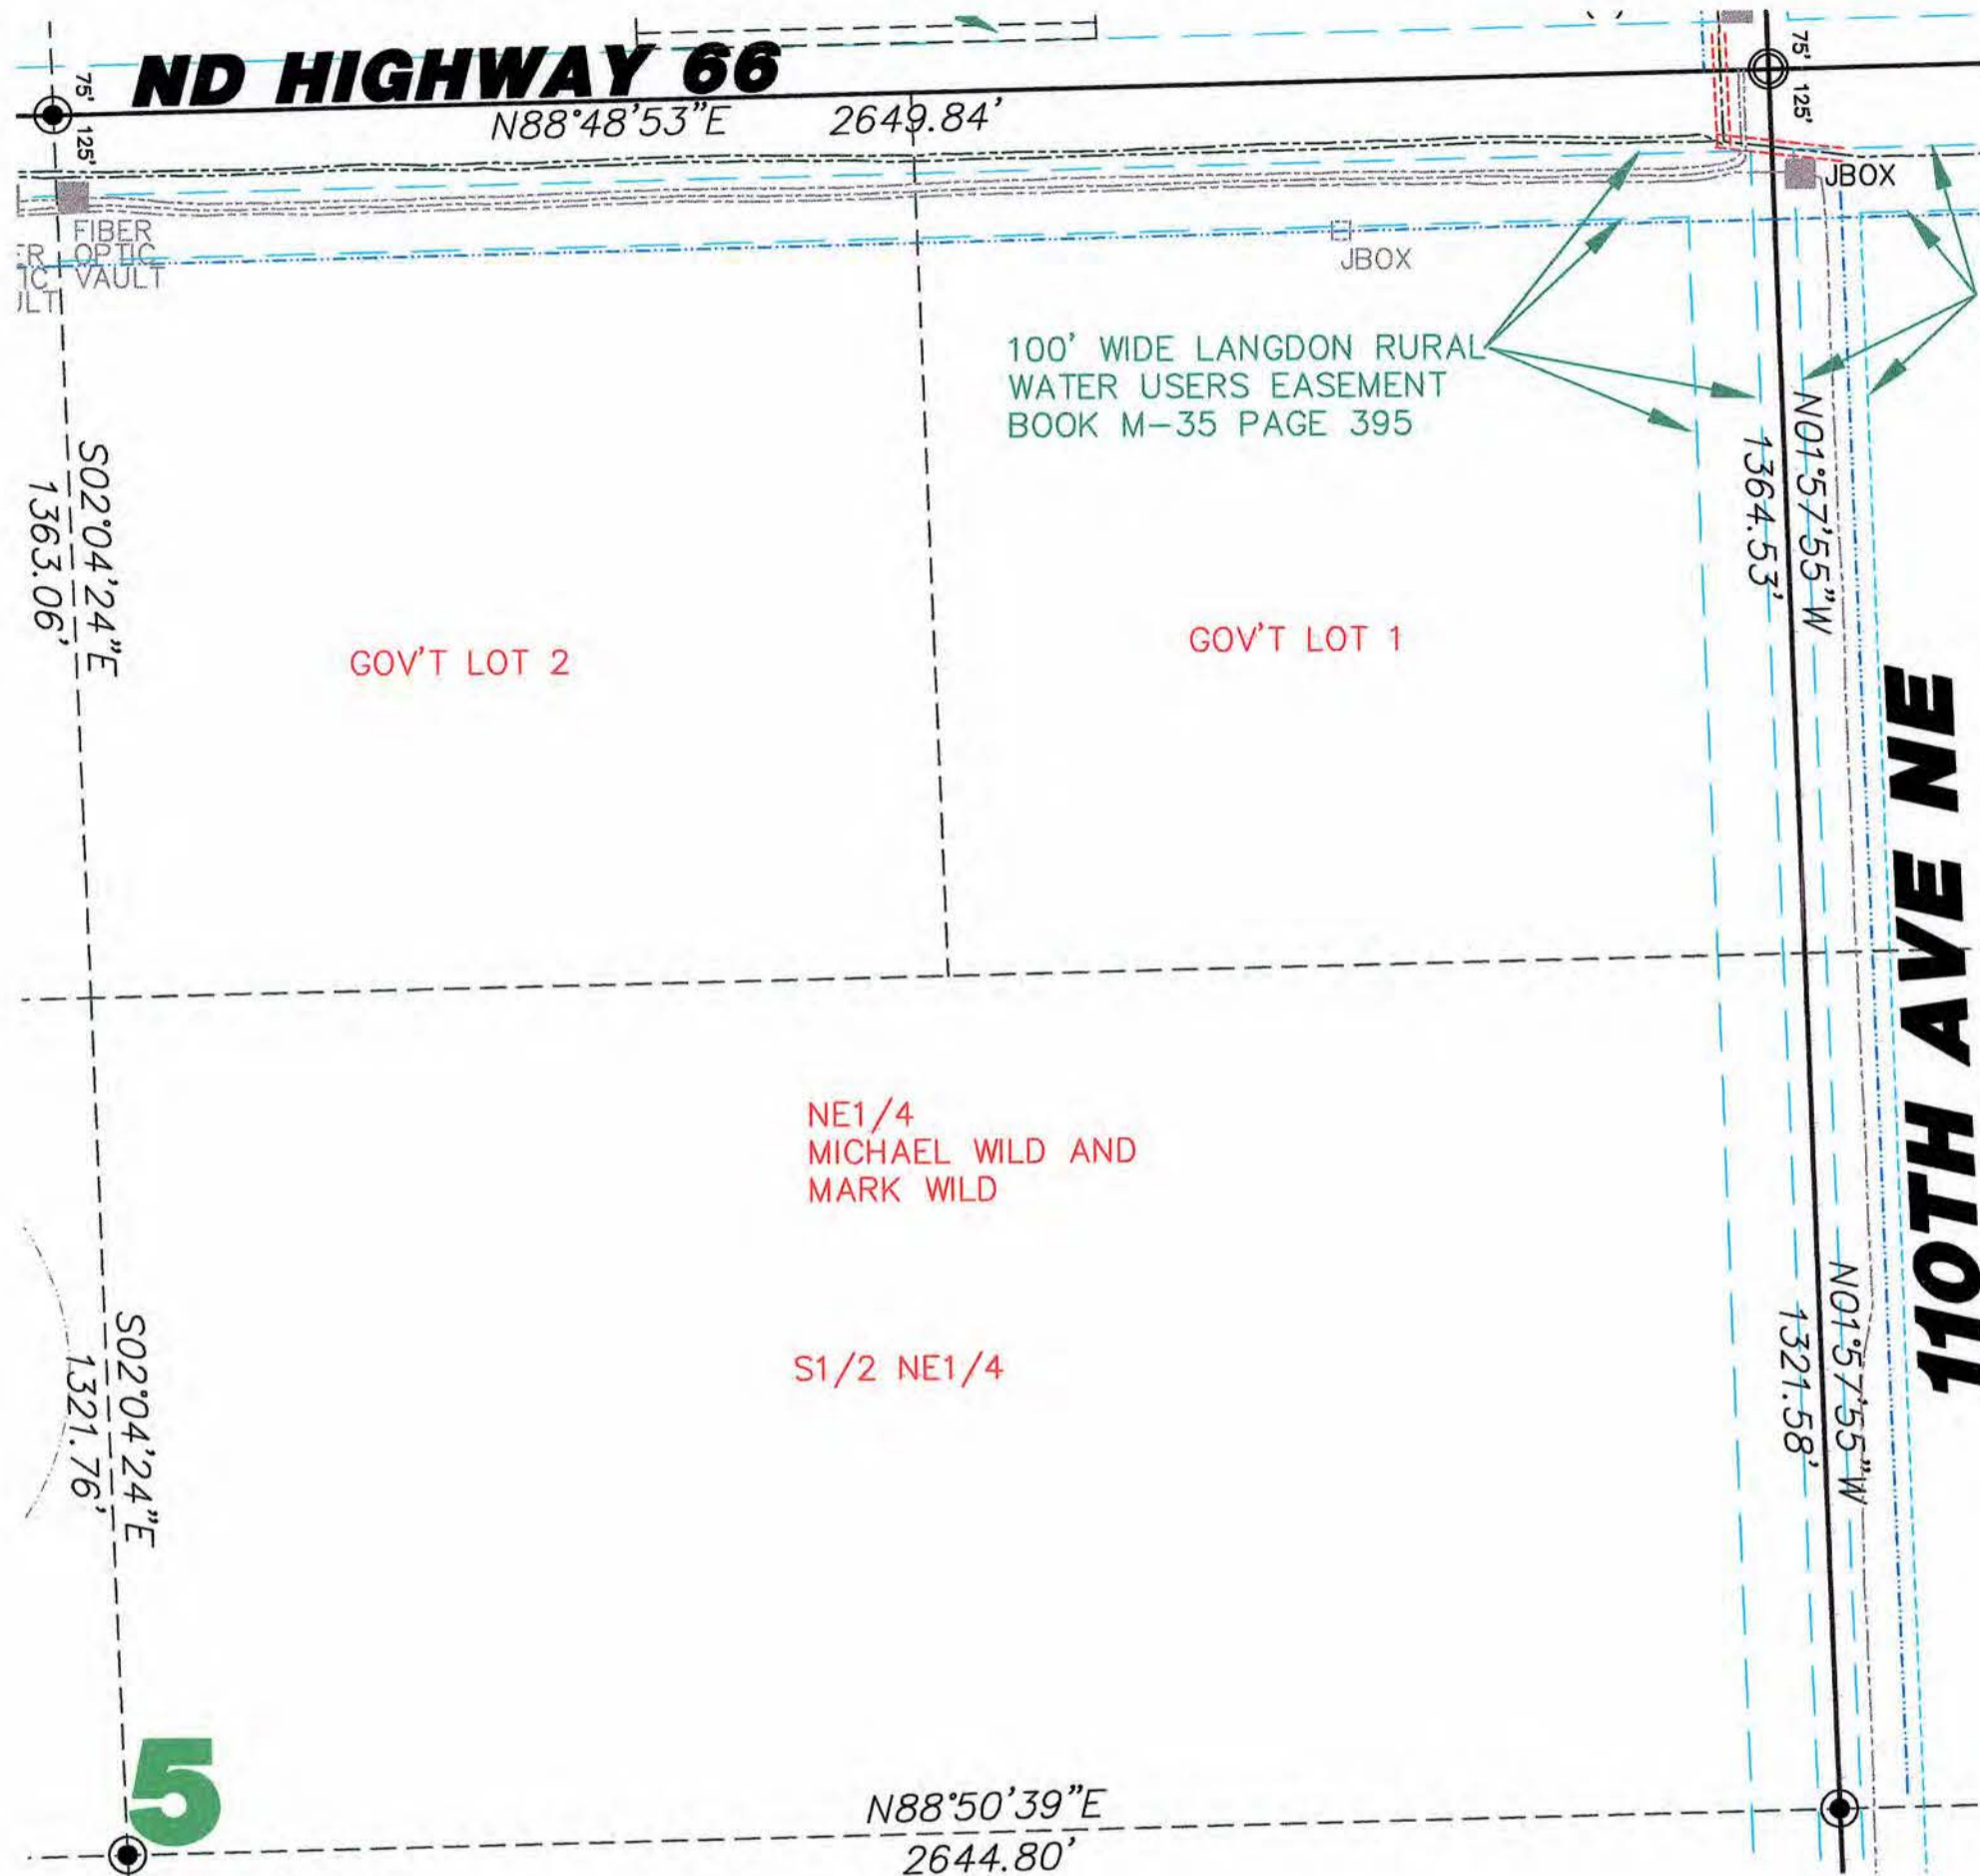 ND HIGHWAY 66
75'
125'
N88°48'53"E 2649.84'
75'
125'
JBOX
FIBER
OPTIC
VAULT
JBOX
100' WIDE LANGDON RURAL
WATER USERS EASEMENT
BOOK M-35 PAGE 395
S02°04'24"E
1363.06'
N01°57'55"W
1364.53'
GOV'T LOT 2
GOV'T LOT 1
110TH AVE NE
NE1/4
MICHAEL WILD AND
MARK WILD
S1/2 NE1/4
S02°04'24"E
1321.76'
N01°57'55"W
1321.58'
5
N88°50'39"E
2644.80'